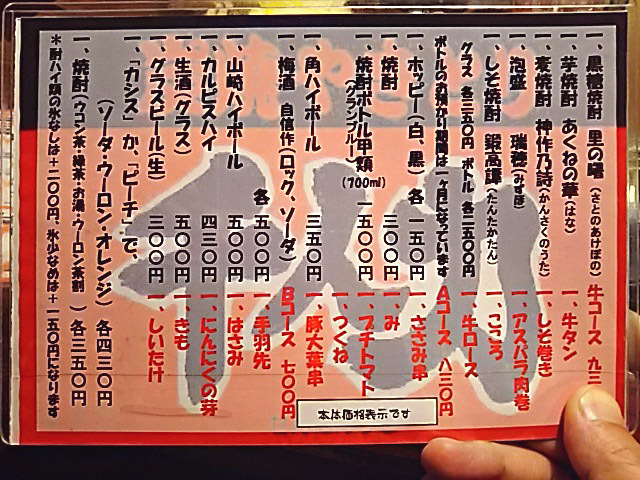 一、黒糖焼酎 里の曙(さとのあけぼの)
一、芋焼酎 あくねの華(はな)
一、麦焼酎 神作乃詩(かんさくのうた)
一、泡盛 瑞穂(みずほ)
一、しそ焼酎 鍛高譚(たんたかたん)
グラス 各三五〇円 ボトル 各二五〇〇円
ボトルのお預かり期間は一ヶ月になっています
一、ホッピー(白、黒) 各一五〇円
一、焼酎 三〇〇円
一、焼酎ボトル甲類(700ml) 一五〇〇円
(グランブルー)
一、角ハイボール 三五〇円
一、梅酒 自信作(ロック、ソーダ)
各五〇〇円
一、山崎ハイボール 五〇〇円
一、カルピスハイ 四三〇円
一、生酒(グラス) 五〇〇円
一、グラスビール(生) 三〇〇円
一、「カシス」か、「ピーチ」で、
(ソーダ・ウーロン・オレンジ) 各四三〇円
一、焼酎(ウコン茶・緑茶・お湯・ウーロン茶割) 各三五〇円
*酎ハイ類の氷なしは+二〇〇円、氷少なめは+一五〇円になります
牛コース 九三
一、牛タン
一、しそ巻き
一、アスパラ肉巻
一、こころ
一、牛ロース
Aコース 八三〇円
一、ささみ串
一、み
一、プチトマト
一、つくね
一、豚大葉串
Bコース 七〇〇円
一、手羽先
一、はさみ
一、にんにくの芽
一、きも
一、しいたけ
本体価格表示です